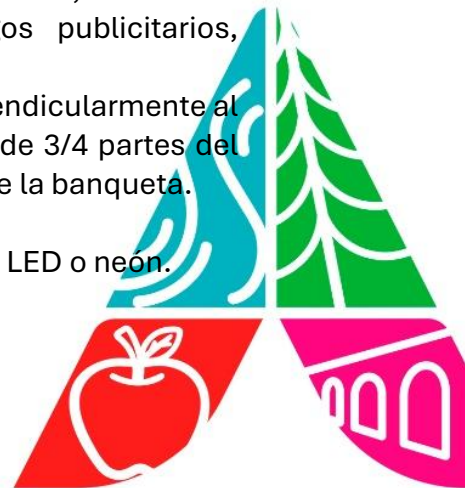 os publicitarios,
endicularmente al
de 3/4 partes del
e la banqueta.
LED o neón.